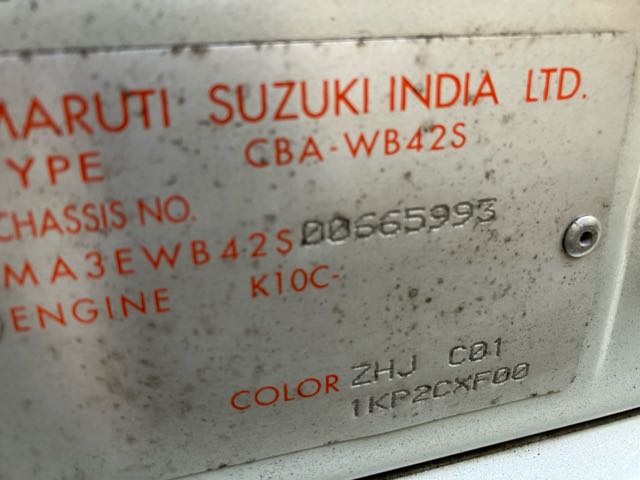 MARUTI SUZUKI INDIA LTD.
TYPE CBA-WB42S
CHASSIS NO.
MA3EWB42S00665993
ENGINE K10C-
COLOR ZHJ C01
1KP2CXF00